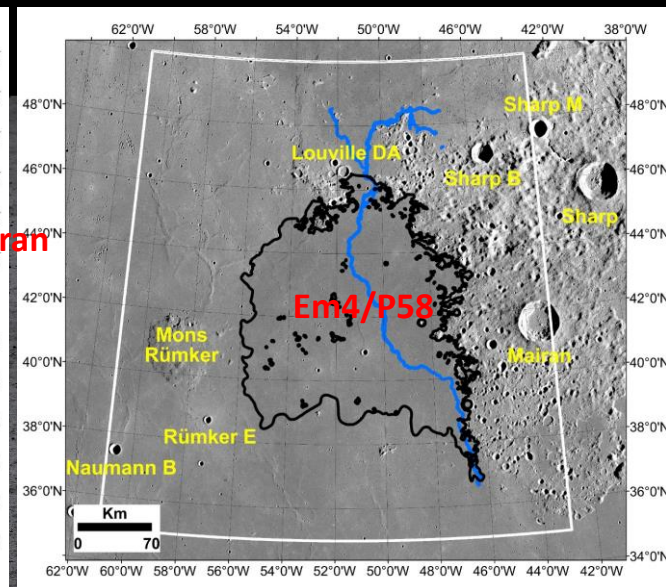 62°0'W 58°0'W 54°0'W 50°0'W 46°0'W 42°0'W 38°0'W
48°0'N 48°0'N
Sharp M
Louville DA
46°0'N 46°0'N
Sharp B
Sharp
44°0'N 44°0'N
ran
42°0'N 42°0'N
Em4/P58
Mons
Rümker
Mairan
40°0'N 40°0'N
38°0'N 38°0'N
Rümker E
Naumann B
36°0'N 36°0'N
Km
0 70
34°0'N
62°0'W 60°0'W 58°0'W 56°0'W 54°0'W 52°0'W 50°0'W 48°0'W 46°0'W 44°0'W 42°0'W